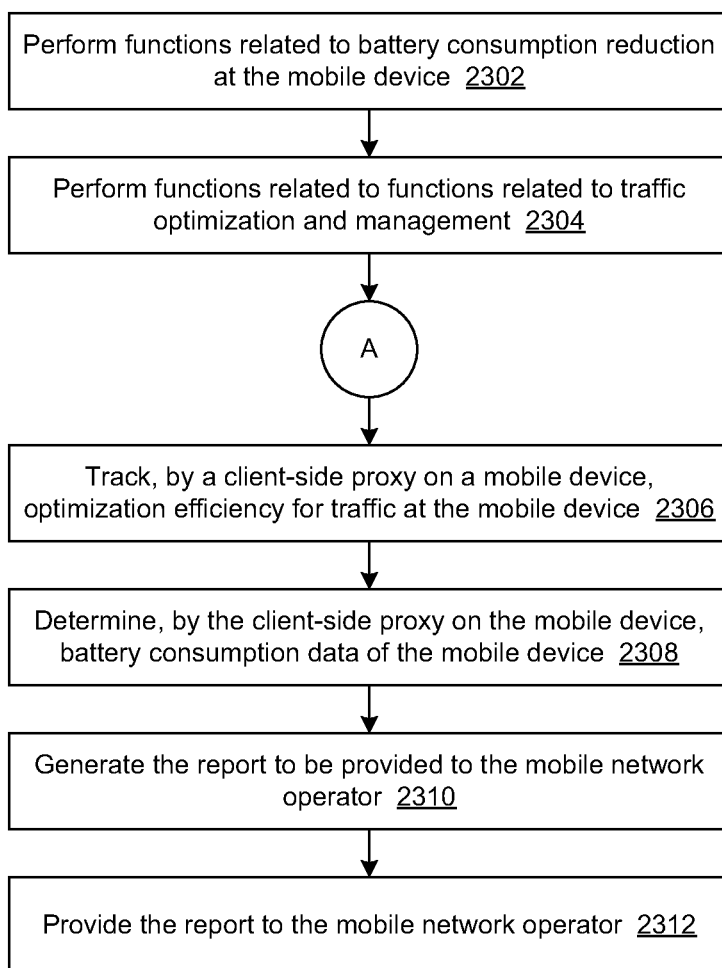 Perform functions related to battery consumption reduction
at the mobile device 2302
Perform functions related to functions related to traffic
optimization and management 2304
A
Track, by a client-side proxy on a mobile device,
optimization efficiency for traffic at the mobile device 2306
Determine, by the client-side proxy on the mobile device,
battery consumption data of the mobile device 2308
Generate the report to be provided to the mobile network
operator 2310
Provide the report to the mobile network operator 2312